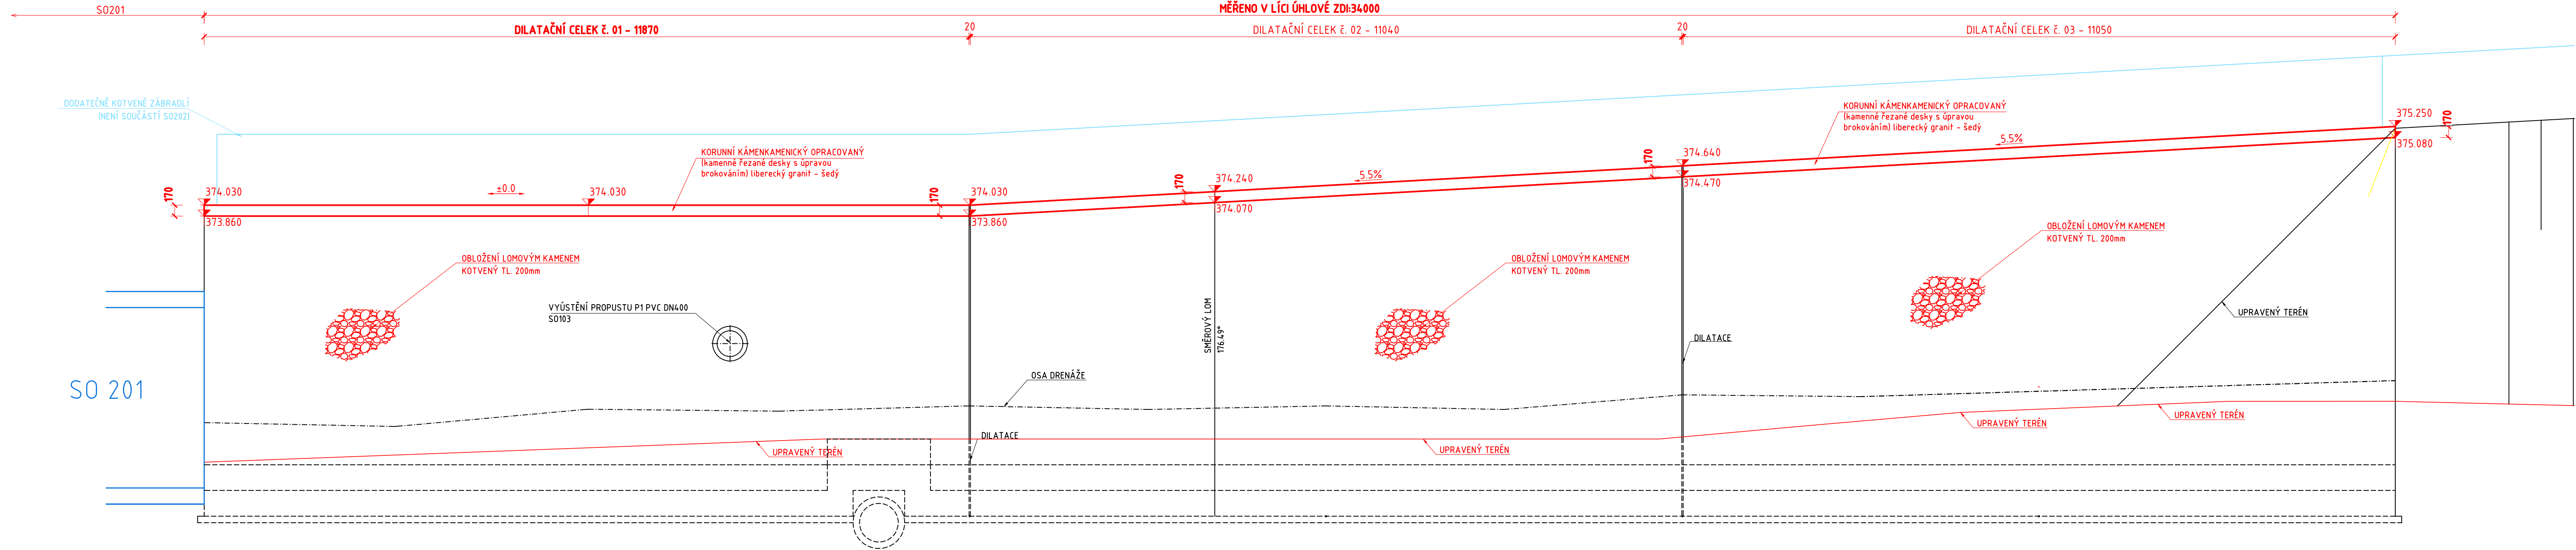 SO201
MĚŘENO V LÍCI ÚHLOVÉ ZDI:34000
DILATAČNÍ CELEK č. 01 - 11870
20
DILATAČNÍ CELEK č. 02 - 11040
20
DILATAČNÍ CELEK č. 03 - 11050
DODATEČNĚ KOTVENÉ ZÁBRADLÍ
(NENÍ SOUČÁSTÍ SO202)
KORUNNÍ KÁMENKAMENICKÝ OPRACOVANÝ
(kamenné řezané desky s úpravou
brokováním) liberecký granit - šedý
375.250
170
5.5%
375.080
KORUNNÍ KÁMENKAMENICKÝ OPRACOVANÝ
(kamenné řezané desky s úpravou
brokováním) liberecký granit - šedý
170
374.640
374.470
170
374.030
373.860
±0.0
374.030
170
374.030
373.860
170
374.240
374.070
5.5%
OBLOŽENÍ LOMOVÝM KAMENEM
KOTVENÝ TL. 200mm
OBLOŽENÍ LOMOVÝM KAMENEM
KOTVENÝ TL. 200mm
OBLOŽENÍ LOMOVÝM KAMENEM
KOTVENÝ TL. 200mm
VYÚSTĚNÍ PROPUSTU P1 PVC DN400
SO103
SMĚROVÝ LOM
176.49°
UPRAVENÝ TERÉN
DILATACE
SO 201
OSA DRENÁŽE
DILATACE
UPRAVENÝ TERÉN
UPRAVENÝ TERÉN
UPRAVENÝ TERÉN
UPRAVENÝ TERÉN